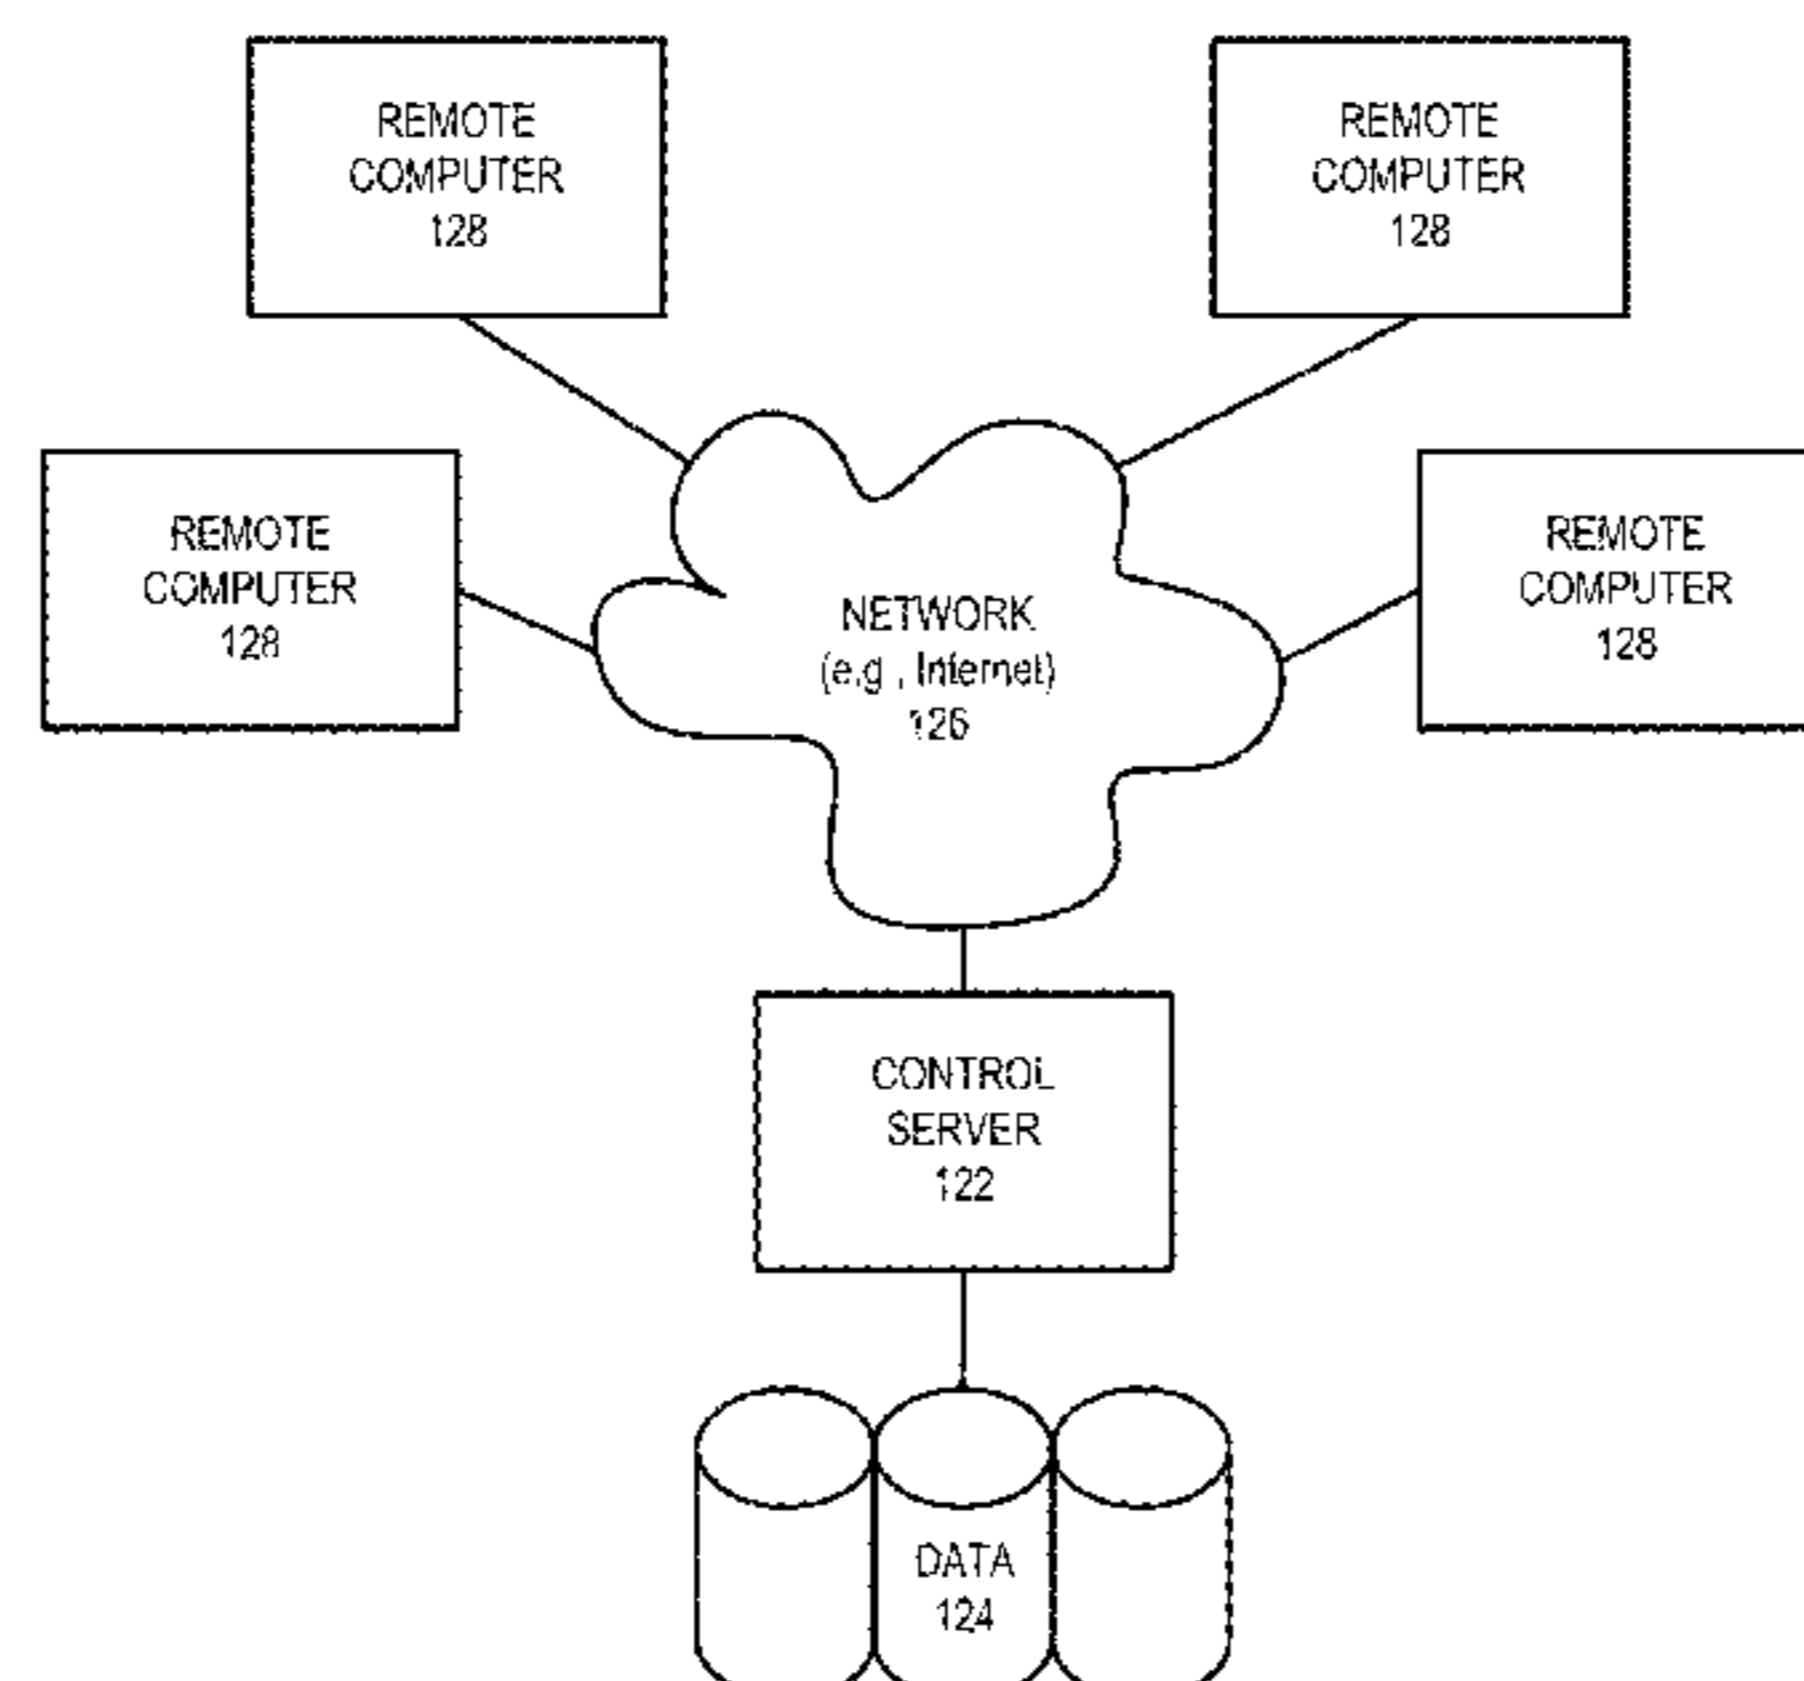 REMOTE
COMPUTER
128
REMOTE
COMPUTER
128
REMOTE
COMPUTER
128
NETWORK
(e.g., Internet)
126
REMOTE
COMPUTER
128
CONTROL
SERVER
122
DATA
124